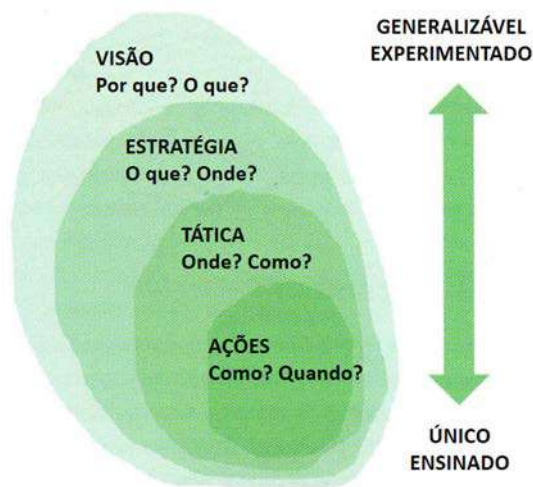 VISÃO
Por que? O que?
ESTRATÉGIA
O que? Onde?
TÁTICA
Onde? Como?
AÇÕES
Como? Quando?
GENERALIZÁVEL
EXPERIMENTADO
ÚNICO
ENSINADO